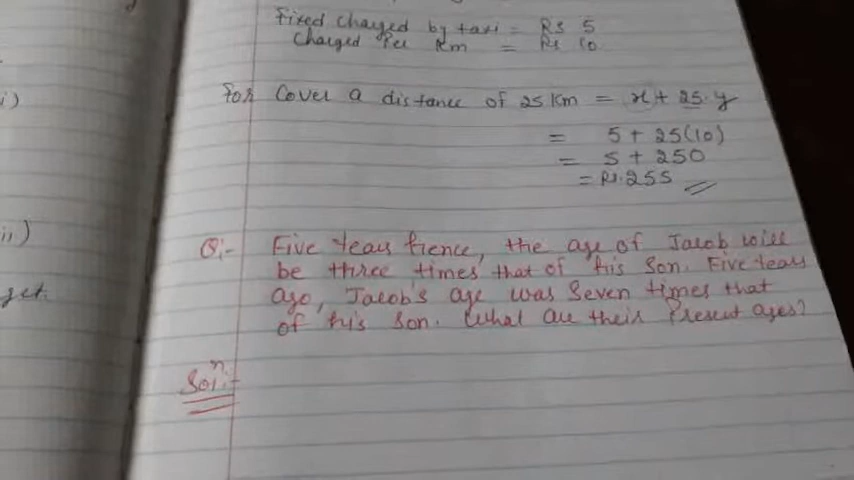 Fixed Charged by taxi = Rs 5
Charged Per Km = Rs 10
i)
For Cover a distance of 25 Km = x + 25.y
= 5 + 25(10)
= 5 + 250
= Rs.255
ii)
Q:- Five years hence, the age of Jacob will
be three times that of his son. Five years
get.
ago, Jacob's age was Seven times that
of his son. What are their Present ages?
Solⁿ:-